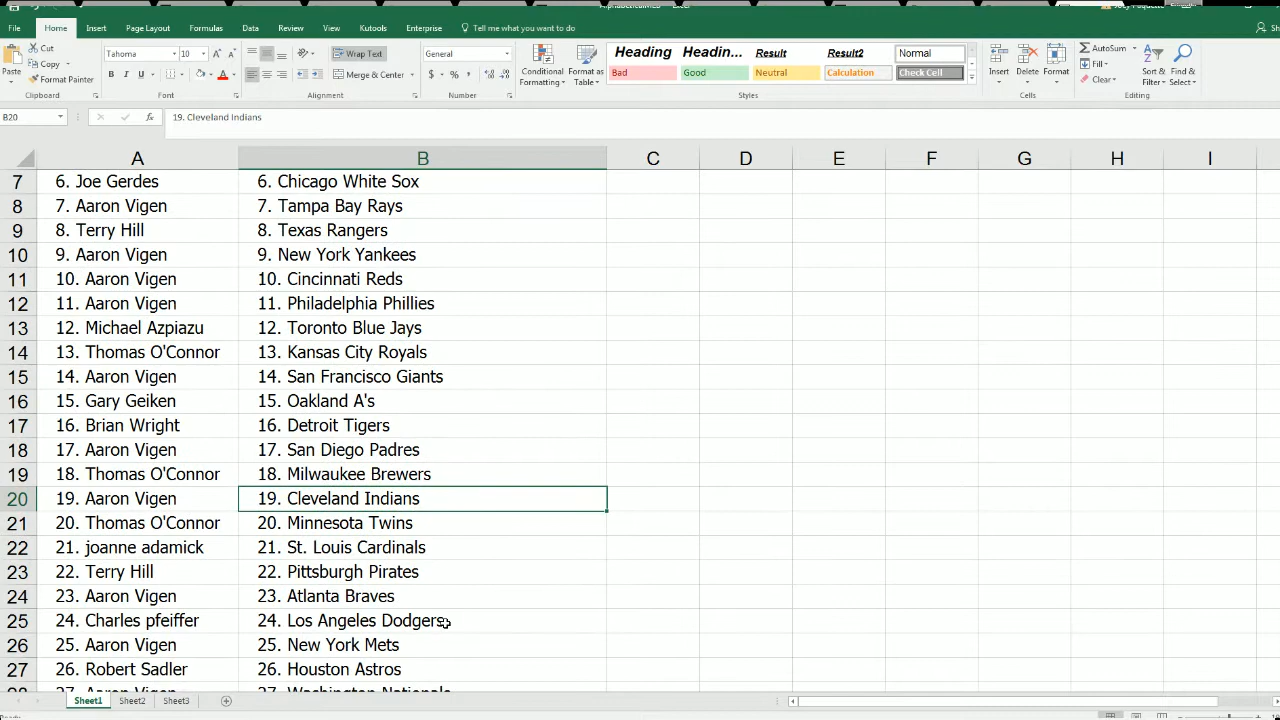 File Home Insert Page Layout Formulas Data Review View Kutools Enterprise Tell me what you want to do
Cut Tahoma 10 Wrap Text General Heading Headin... Result Result2 Normal AutoSum
Copy Fill
Paste Format Painter B I U Merge & Center $ % Conditional Formatting Format as Table Bad Good Neutral Calculation Check Cell Insert Delete Format Clear Sort & Filter Find & Select
Clipboard Font Alignment Number Styles Cells Editing
B20 fx 19. Cleveland Indians
A B C D E F G H I
7 6. Joe Gerdes 6. Chicago White Sox
8 7. Aaron Vigen 7. Tampa Bay Rays
9 8. Terry Hill 8. Texas Rangers
10 9. Aaron Vigen 9. New York Yankees
11 10. Aaron Vigen 10. Cincinnati Reds
12 11. Aaron Vigen 11. Philadelphia Phillies
13 12. Michael Azpiazu 12. Toronto Blue Jays
14 13. Thomas O'Connor 13. Kansas City Royals
15 14. Aaron Vigen 14. San Francisco Giants
16 15. Gary Geiken 15. Oakland A's
17 16. Brian Wright 16. Detroit Tigers
18 17. Aaron Vigen 17. San Diego Padres
19 18. Thomas O'Connor 18. Milwaukee Brewers
20 19. Aaron Vigen 19. Cleveland Indians
21 20. Thomas O'Connor 20. Minnesota Twins
22 21. joanne adamick 21. St. Louis Cardinals
23 22. Terry Hill 22. Pittsburgh Pirates
24 23. Aaron Vigen 23. Atlanta Braves
25 24. Charles pfeiffer 24. Los Angeles Dodgers
26 25. Aaron Vigen 25. New York Mets
27 26. Robert Sadler 26. Houston Astros
28 27. Aaron Vigen 27. Washington Nationals
Sheet1 Sheet2 Sheet3